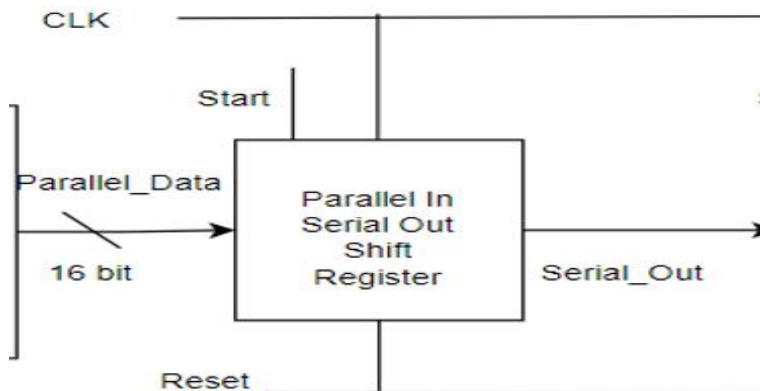 CLK
Start
Parallel_Data
16 bit
Parallel In
Serial Out
Shift
Register
Serial_Out
Reset